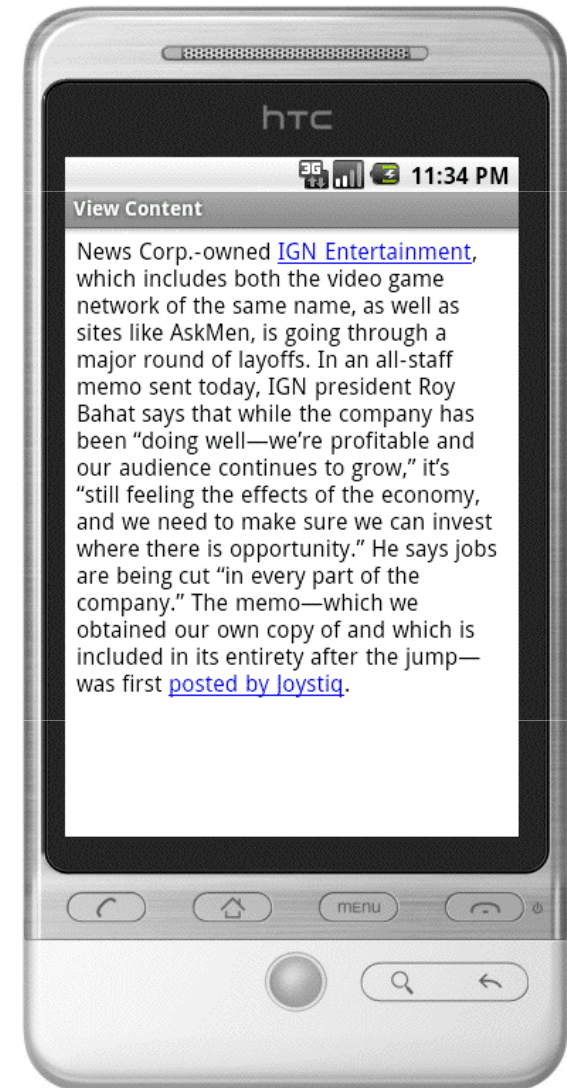 hTC
3G 11:34 PM
View Content
News Corp.-owned IGN Entertainment,
which includes both the video game
network of the same name, as well as
sites like AskMen, is going through a
major round of layoffs. In an all-staff
memo sent today, IGN president Roy
Bahat says that while the company has
been “doing well—we’re profitable and
our audience continues to grow,” it’s
“still feeling the effects of the economy,
and we need to make sure we can invest
where there is opportunity.” He says jobs
are being cut “in every part of the
company.” The memo—which we
obtained our own copy of and which is
included in its entirety after the jump—
was first posted by Joystiq.
menu